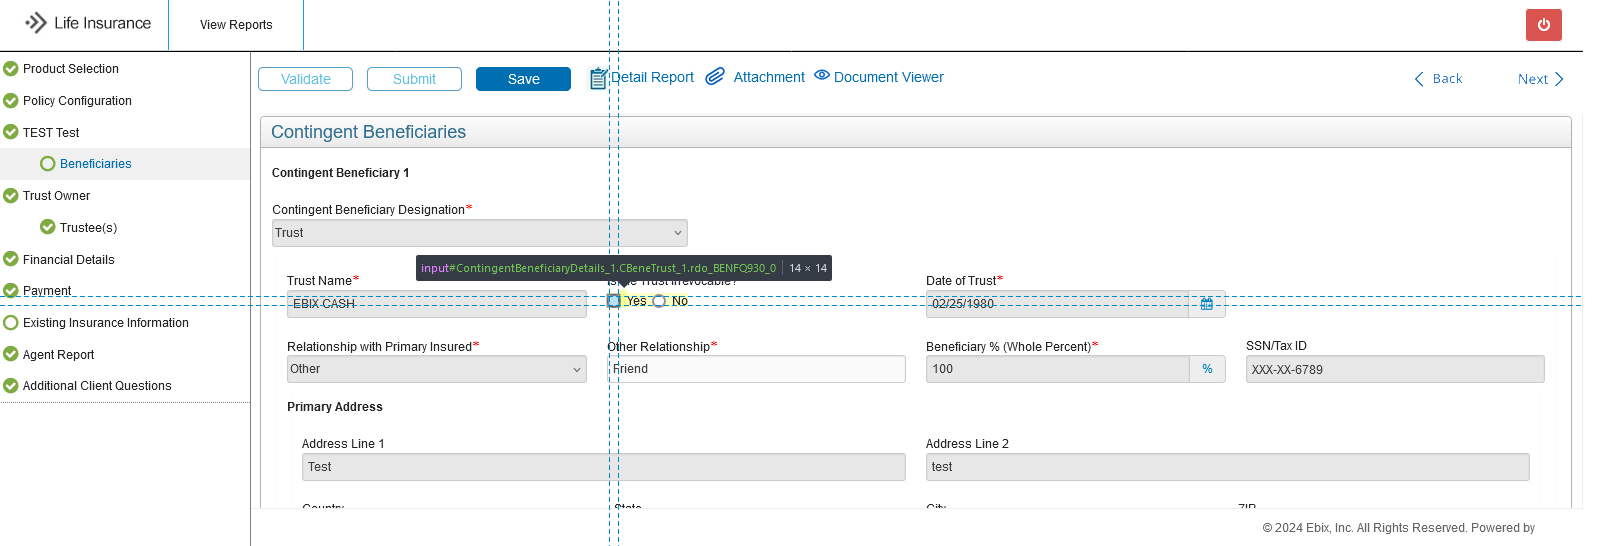 Life Insurance
View Reports
Product Selection
Policy Configuration
TEST Test
Beneficiaries
Trust Owner
Trustee(s)
Financial Details
Payment
Existing Insurance Information
Agent Report
Additional Client Questions
Validate Submit Save Detail Report Attachment Document Viewer Back Next
Contingent Beneficiaries
Contingent Beneficiary 1
Contingent Beneficiary Designation*
Trust
input#ContingentBeneficiaryDetails_1.CBeneTrust_1.rdo_BENFQ930_0 14 × 14
Trust Name* Trust Irrevocable? Date of Trust*
EBIX CASH Yes No 02/25/1980
Relationship with Primary Insured* Other Relationship* Beneficiary % (Whole Percent)* SSN/Tax ID
Other Friend 100 % XXX-XX-6789
Primary Address
Address Line 1 Address Line 2
Test test
Country State City ZIP
© 2024 Ebix, Inc. All Rights Reserved. Powered by